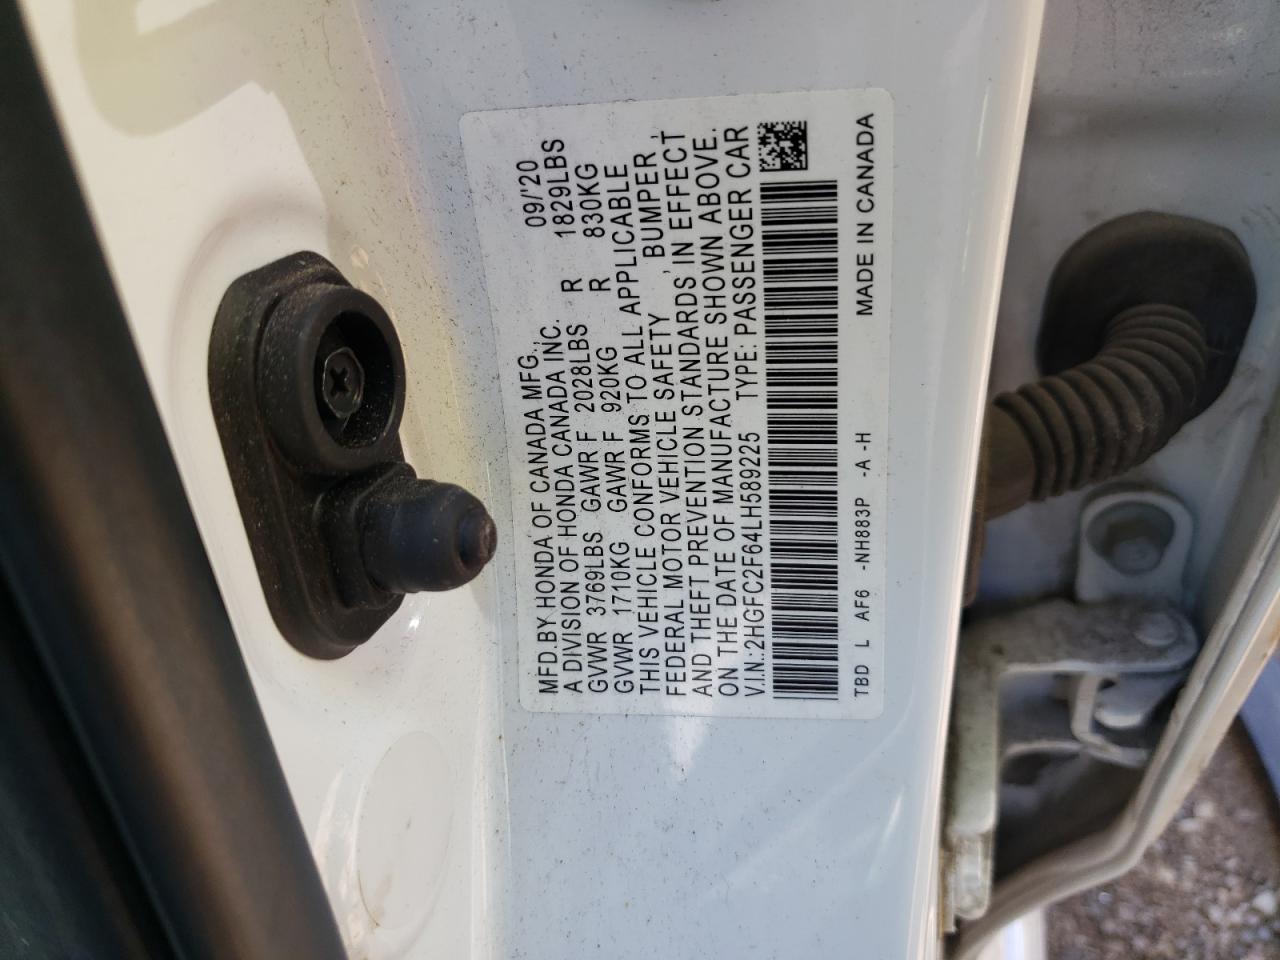 MFD.BY HONDA OF CANADA MFG., 09/'20
A DIVISION OF HONDA CANADA INC.
GVWR 3769LBS GAWR F 2028LBS R 1829LBS
GVWR 1710KG GAWR F 920KG R 830KG
THIS VEHICLE CONFORMS TO ALL APPLICABLE
FEDERAL MOTOR VEHICLE SAFETY , BUMPER ,
AND THEFT PREVENTION STANDARDS IN EFFECT
ON THE DATE OF MANUFACTURE SHOWN ABOVE.
V.I.N.:2HGFC2F64LH589225 TYPE: PASSENGER CAR
TBD L AF6 -NH883P -A -H MADE IN CANADA